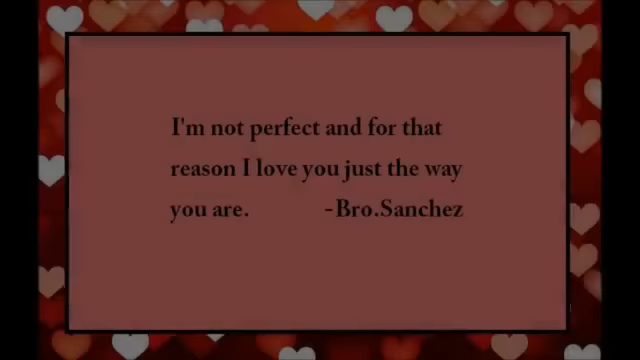 I'm not perfect and for that
reason I love you just the way
you are. -Bro.Sanchez